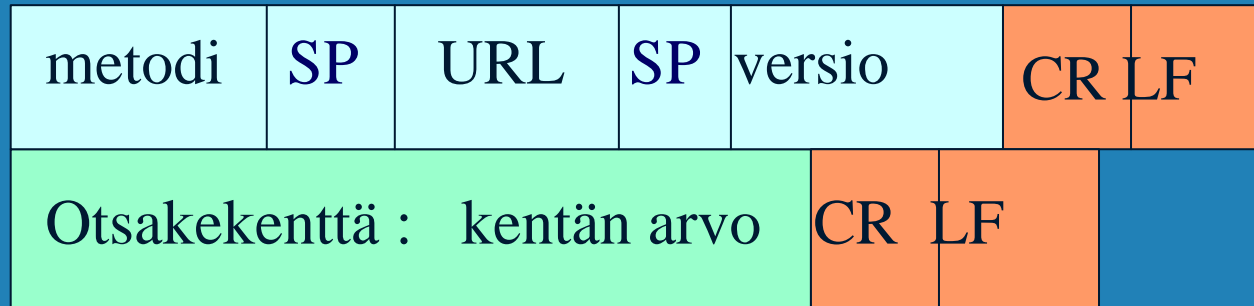 metodi SP URL SP versio CR LF
Otsakekenttä : kentän arvo CR LF